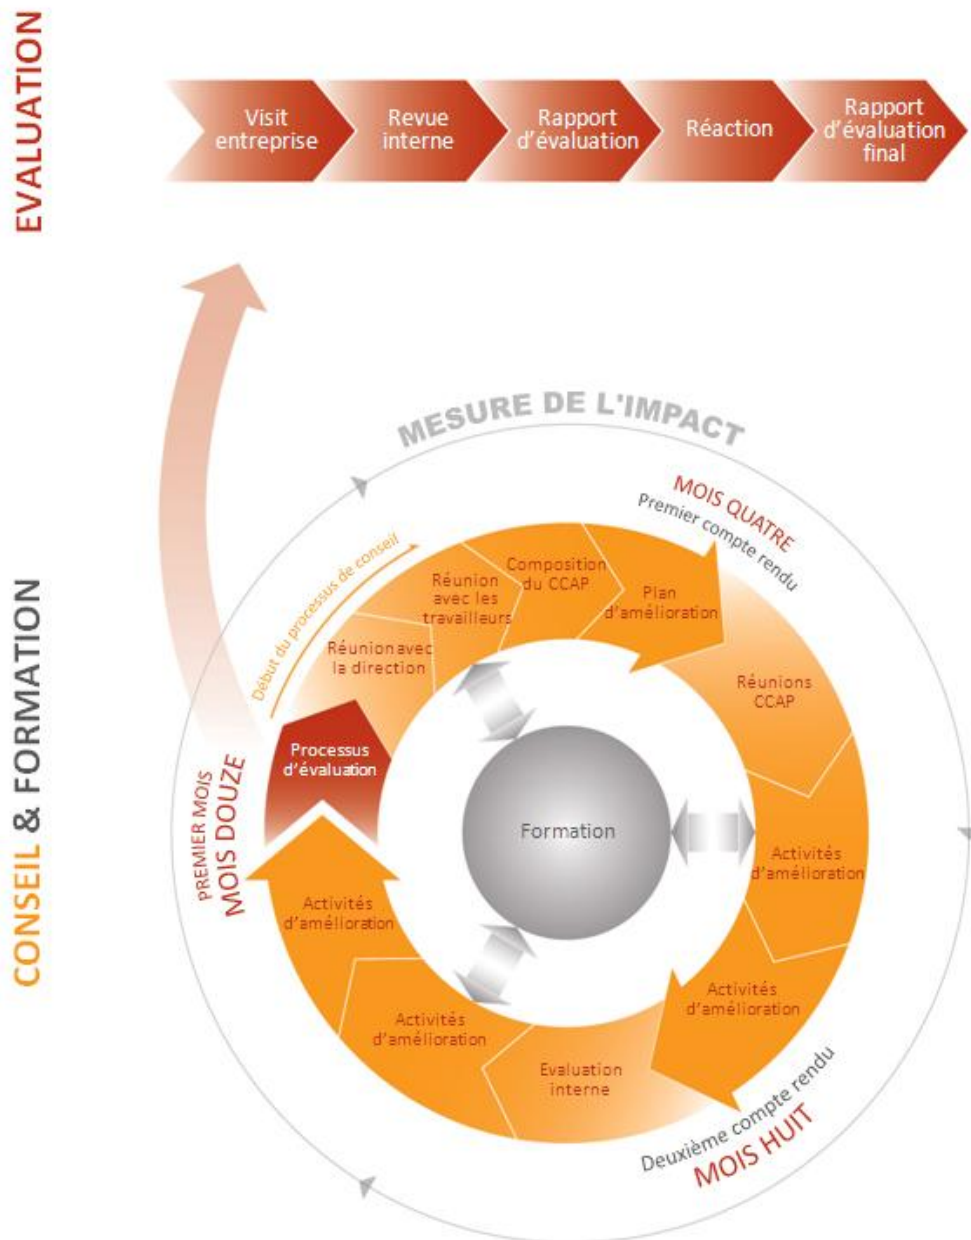 EVALUATION
Visit
entreprise
Revue
interne
Rapport
d'évaluation
Réaction
Rapport
d'évaluation
final
CONSEIL & FORMATION
MESURE DE L'IMPACT
MOIS QUATRE
Premier compte rendu
Début du processus de conseil
Réunion avec
la direction
Réunion
avec les
travailleurs
Composition
du CCAP
Plan
d'amélioration
Réunions
CCAP
Activités
d'amélioration
Activités
d'amélioration
Deuxième compte rendu
MOIS HUIT
Evaluation
interne
Activités
d'amélioration
Activités
d'amélioration
PREMIER MOIS
MOIS DOUZE
Processus
d'évaluation
Formation